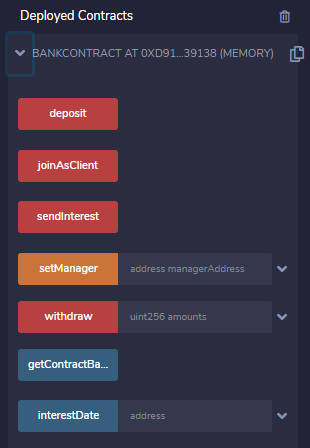 Deployed Contracts
BANKCONTRACT AT 0XD91...39138 (MEMORY)
deposit
joinAsClient
sendInterest
setManager address managerAddress
withdraw uint256 amounts
getContractBa...
interestDate address